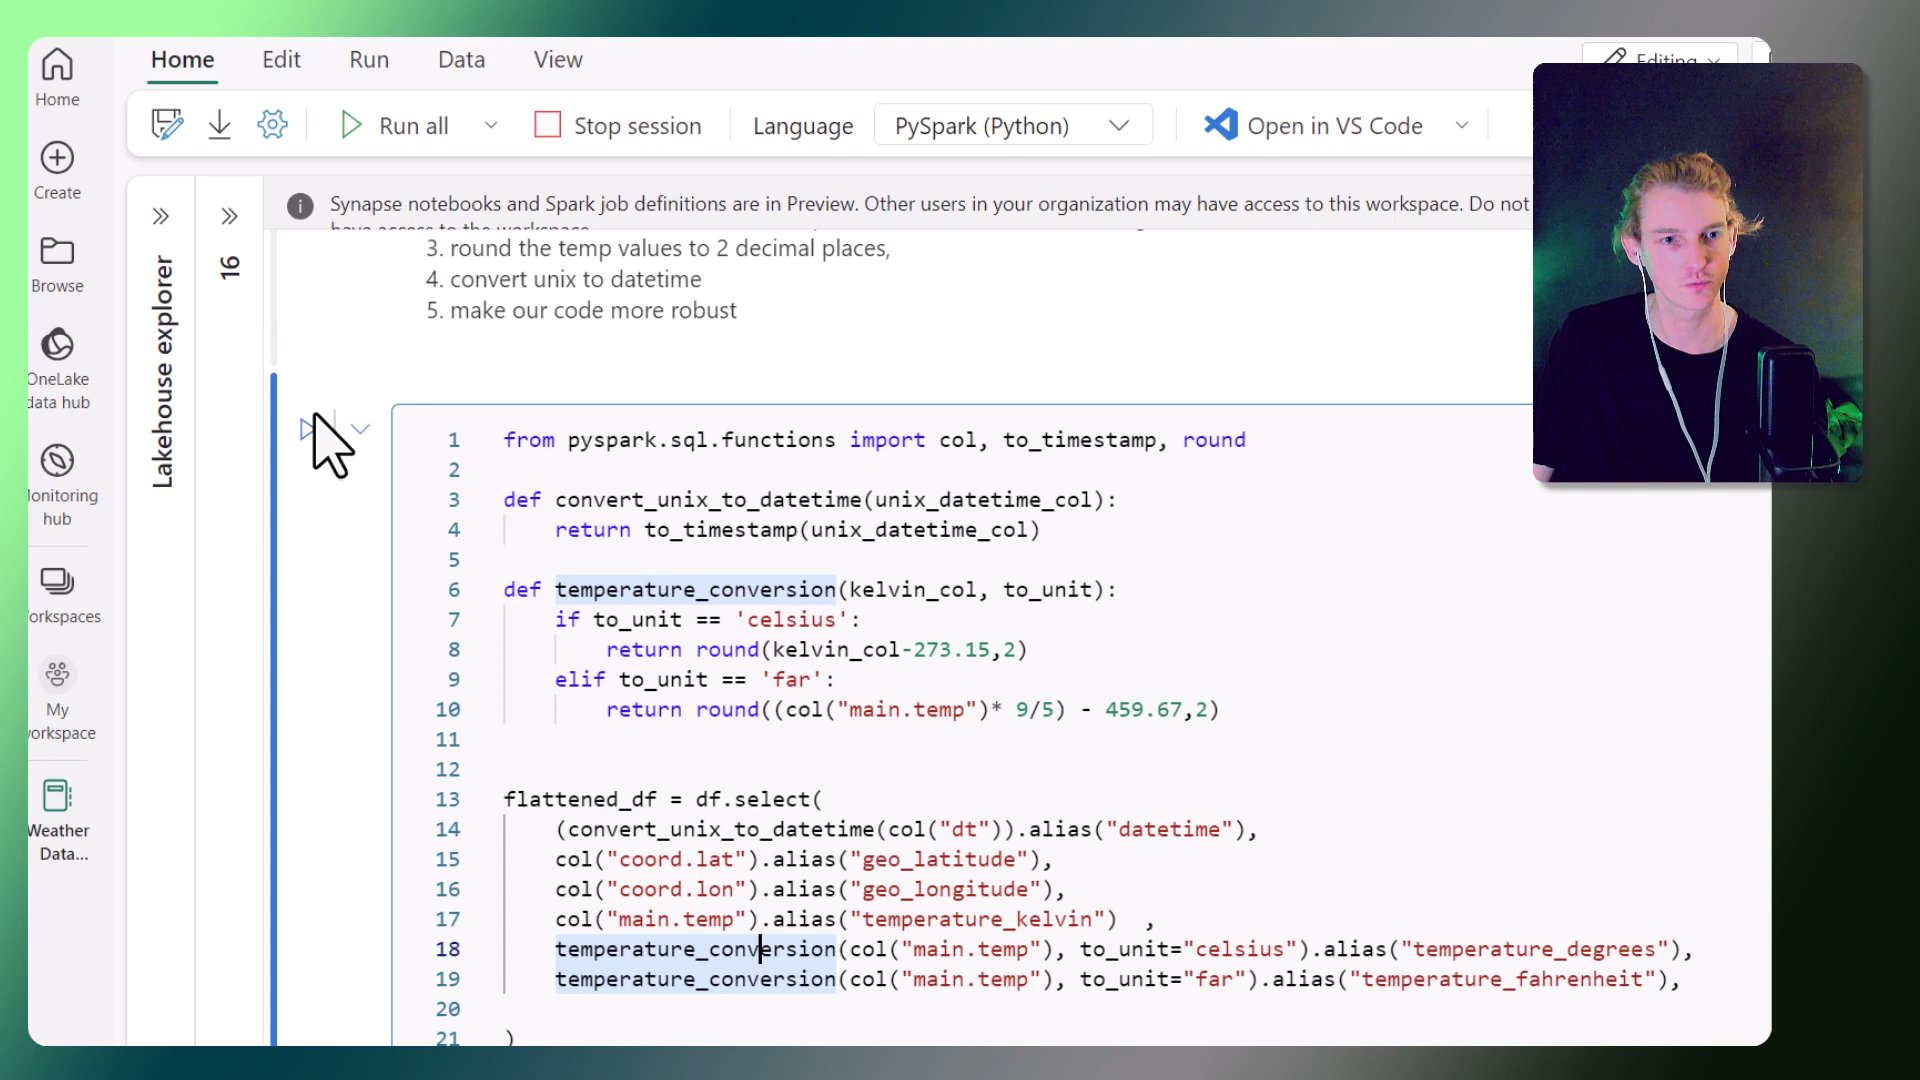 Home Edit Run Data View Editing
Run all Stop session Language PySpark (Python) Open in VS Code
Home
Create
Browse
OneLake
data hub
onitoring
hub
orkspaces
My
orkspace
Weather
Data...
Lakehouse explorer
16
Synapse notebooks and Spark job definitions are in Preview. Other users in your organization may have access to this workspace. Do not
have access to the workspace.
3. round the temp values to 2 decimal places,
4. convert unix to datetime
5. make our code more robust
1 from pyspark.sql.functions import col, to_timestamp, round
2
3 def convert_unix_to_datetime(unix_datetime_col):
4 return to_timestamp(unix_datetime_col)
5
6 def temperature_conversion(kelvin_col, to_unit):
7 if to_unit == 'celsius':
8 return round(kelvin_col-273.15,2)
9 elif to_unit == 'far':
10 return round((col("main.temp")* 9/5) - 459.67,2)
11
12
13 flattened_df = df.select(
14 (convert_unix_to_datetime(col("dt")).alias("datetime"),
15 col("coord.lat").alias("geo_latitude"),
16 col("coord.lon").alias("geo_longitude"),
17 col("main.temp").alias("temperature_kelvin") ,
18 temperature_conversion(col("main.temp"), to_unit="celsius").alias("temperature_degrees"),
19 temperature_conversion(col("main.temp"), to_unit="far").alias("temperature_fahrenheit"),
20
21 )